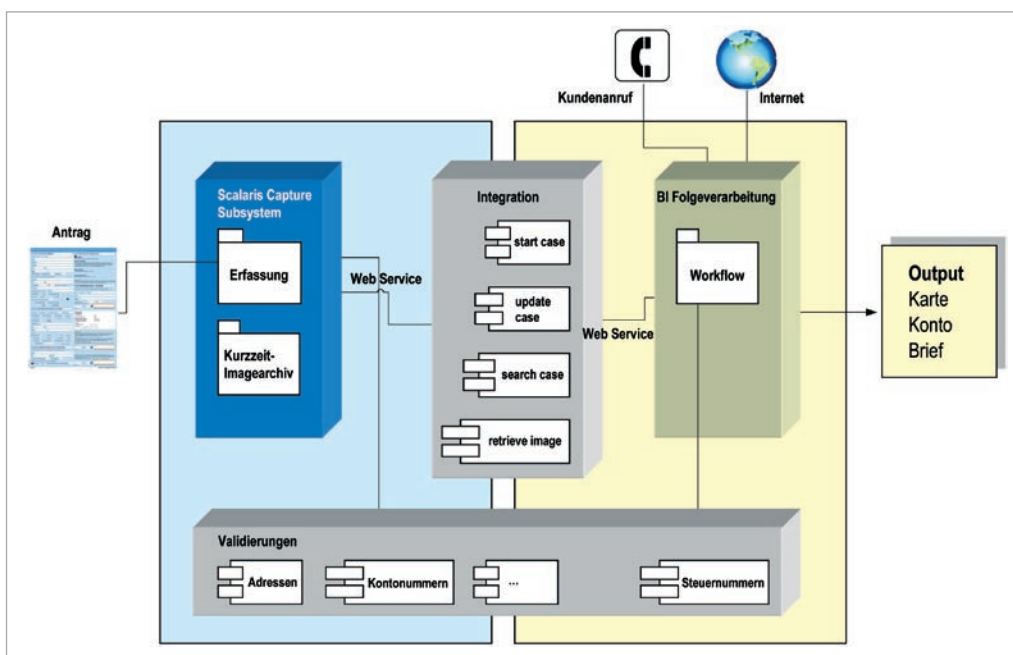 Kundenanruf
Internet
Scalaris Capture
Subsystem
Integration
BI Folgeverarbeitung
Antrag
Erfassung
Web Service
start case
Workflow
Output
Karte
Konto
Brief
update
case
Web Service
Kurzzeit-
Imagearchiv
search case
retrieve image
Validierungen
Adressen
Kontonummern
...
Steuernummern